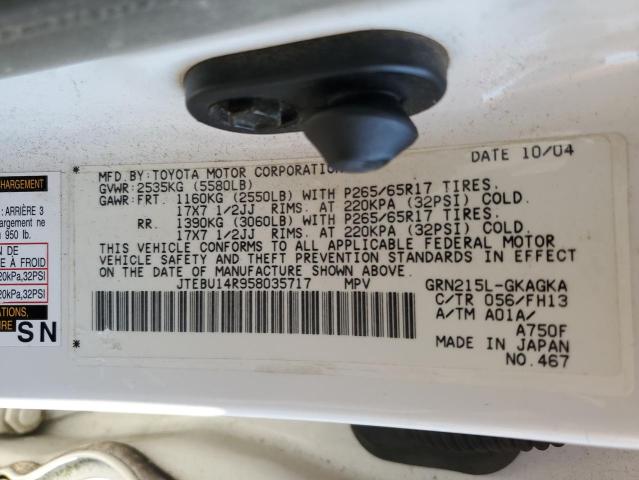 CHARGEMENT
: ARRIÈRE 3
argement ne
950 lb.
ON DE
À FROID
20kPa,32PSI
20kPa,32PSI
ATIONS,
IRE
SN
MFD.BY:TOYOTA MOTOR CORPORATION DATE 10/04
GVWR:2535KG (5580LB)
GAWR:FRT. 1160KG (2550LB) WITH P265/65R17 TIRES.
17X7 1/2JJ RIMS. AT 220KPA (32PSI) COLD.
RR. 1390KG (3060LB) WITH P265/65R17 TIRES.
17X7 1/2JJ RIMS. AT 220KPA (32PSI) COLD.
THIS VEHICLE CONFORMS TO ALL APPLICABLE FEDERAL MOTOR
VEHICLE SAFETY AND THEFT PREVENTION STANDARDS IN EFFECT
ON THE DATE OF MANUFACTURE SHOWN ABOVE.
*JTEBU14R958035717* MPV GRN215L-GKAGKA
C/TR 056/FH13
A/TM A01A/
A750F
MADE IN JAPAN
NO.467